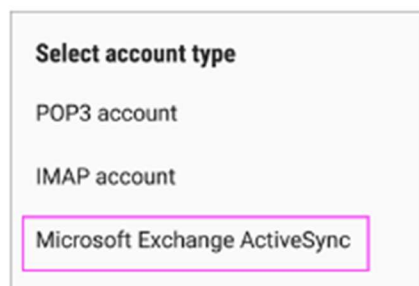 Select account type
POP3 account
IMAP account
Microsoft Exchange ActiveSync